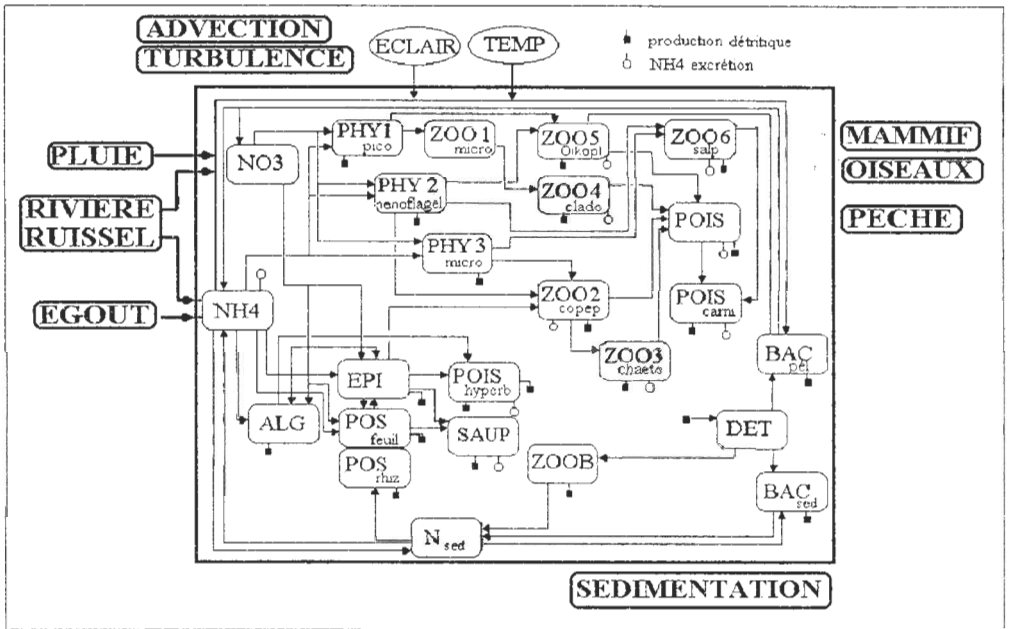 ADVECTION
TURBULENCE
ECLAIR
TEMP
production détritique
NH4 excrétion
PLUIE
RIVIERE
RUISSEL
EGOUT
MAMMIF
OISEAUX
PECHE
NO3
PHY1
pico
ZOO1
micro
ZOO5
Oikopl
ZOO6
salp
PHY 2
nanoflagel
ZOO4
clado
POIS
PHY 3
micro
NH4
ZOO2
copep
POIS
carni
ZOO3
chaeto
BAC
pel
EPI
POIS
hyperb
ALG
POS
feuil
SAUP
DET
POS
rhiz
ZOOB
BAC
sed
N sed
SEDIMENTATION